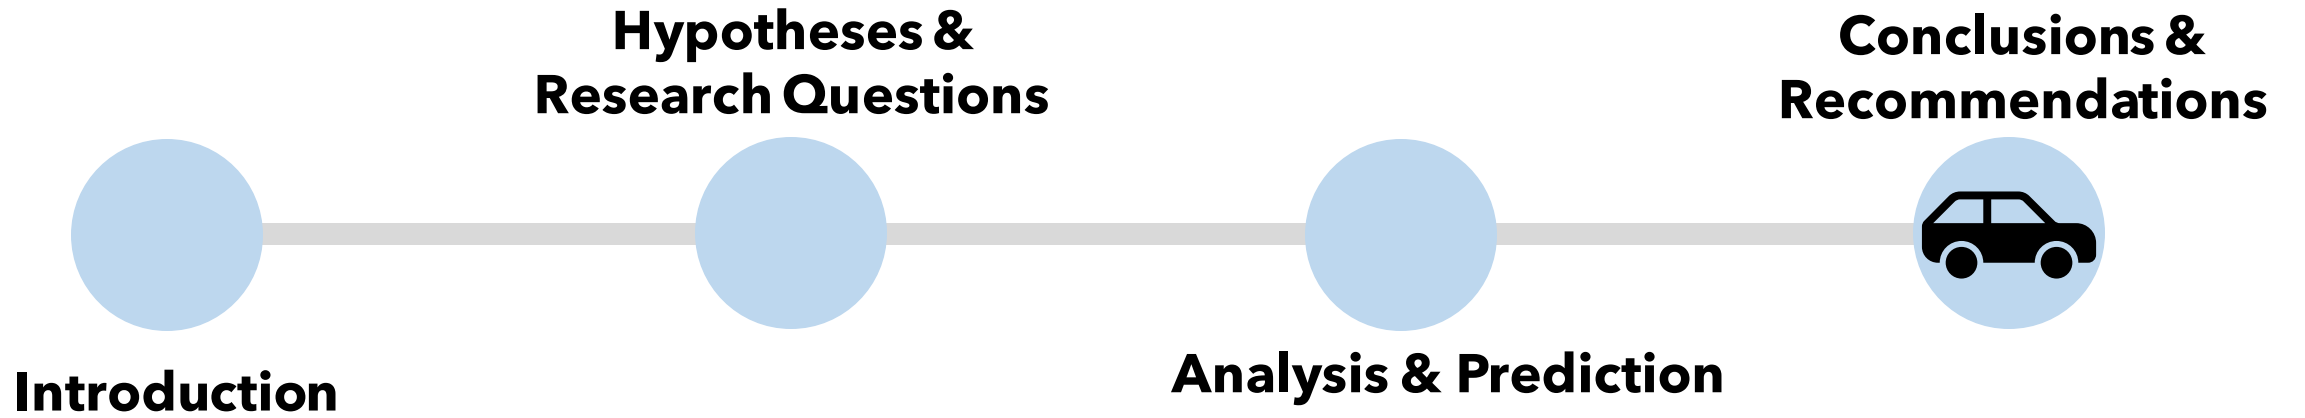 Introduction
Hypotheses &
Research Questions
Analysis & Prediction
Conclusions &
Recommendations